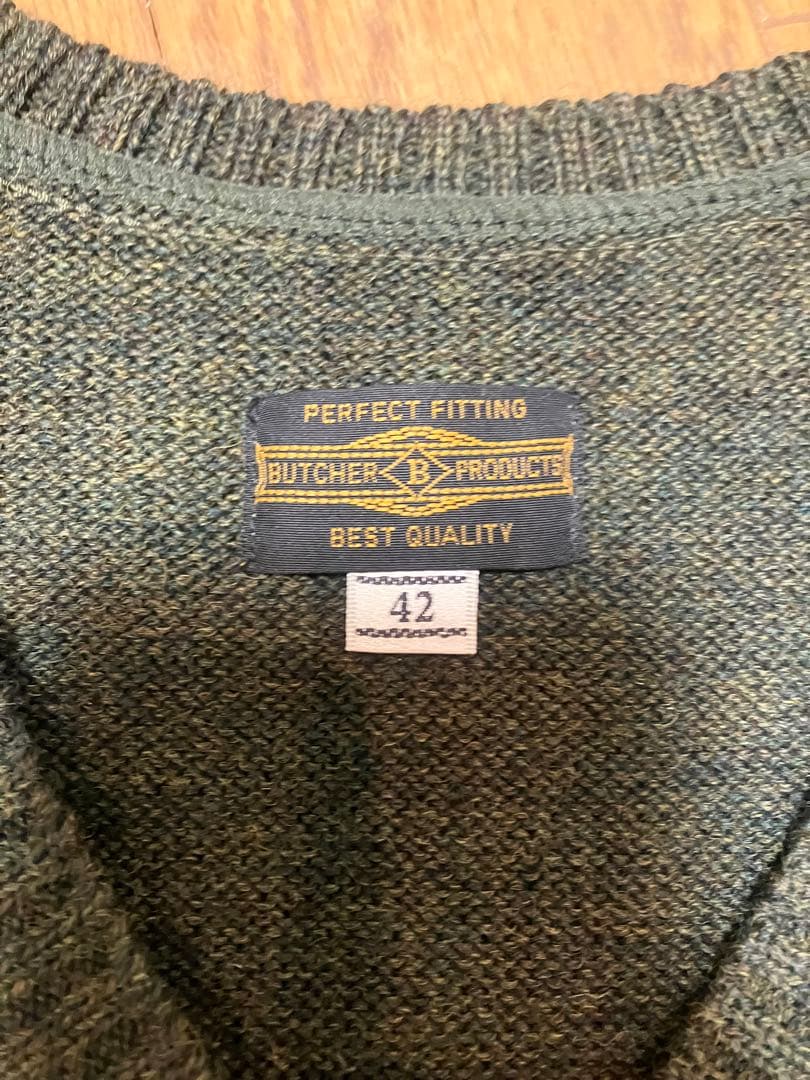 PERFECT FITTING
BUTCHER B PRODUCTS
BEST QUALITY
42